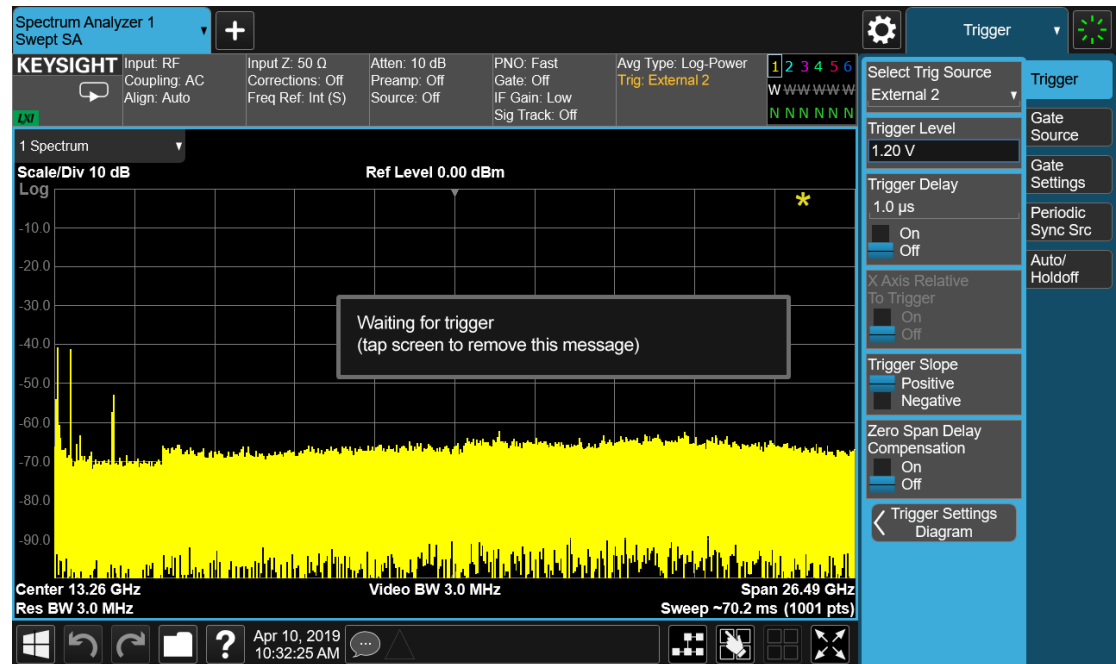 Spectrum Analyzer 1
Swept SA
+
Trigger
KEYSIGHT
LXI
Input: RF
Coupling: AC
Align: Auto
Input Z: 50 Ω
Corrections: Off
Freq Ref: Int (S)
Atten: 10 dB
Preamp: Off
Source: Off
PNO: Fast
Gate: Off
IF Gain: Low
Sig Track: Off
Avg Type: Log-Power
Trig: External 2
1 2 3 4 5 6
W W W W W W
N N N N N N
1 Spectrum
Scale/Div 10 dB
Ref Level 0.00 dBm
Log
-10.0
-20.0
-30.0
-40.0
-50.0
-60.0
-70.0
-80.0
-90.0
*
Waiting for trigger
(tap screen to remove this message)
Center 13.26 GHz
Video BW 3.0 MHz
Span 26.49 GHz
Res BW 3.0 MHz
Sweep ~70.2 ms (1001 pts)
Select Trig Source
External 2
Trigger Level
1.20 V
Trigger Delay
1.0 µs
On
Off
X Axis Relative
To Trigger
On
Off
Trigger Slope
Positive
Negative
Zero Span Delay
Compensation
On
Off
Trigger Settings
Diagram
Trigger
Gate
Source
Gate
Settings
Periodic
Sync Src
Auto/
Holdoff
?
Apr 10, 2019
10:32:25 AM